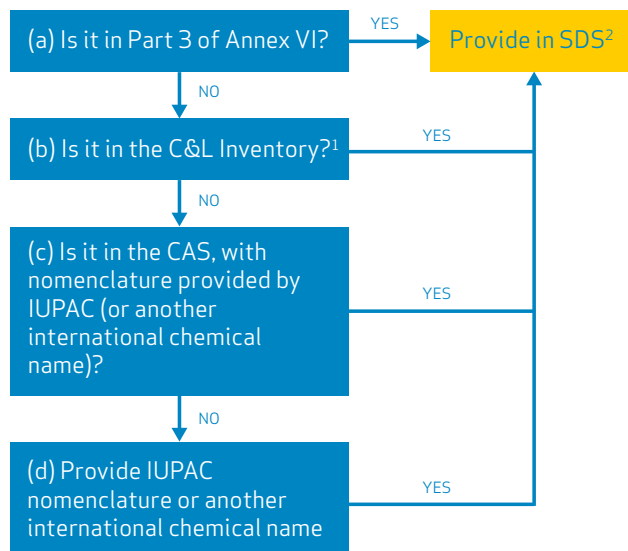 (a) Is it in Part 3 of Annex VI?
YES
Provide in SDS²
NO
(b) Is it in the C&L Inventory?¹
YES
NO
(c) Is it in the CAS, with
nomenclature provided by
IUPAC (or another
international chemical
name)?
YES
NO
(d) Provide IUPAC
nomenclature or another
international chemical name
YES